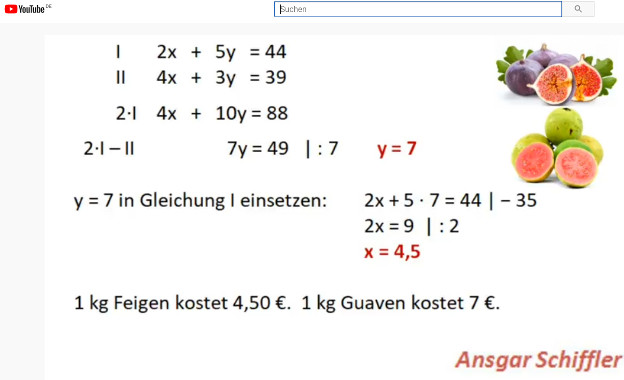 YouTube DE
Suchen
I 2x + 5y = 44
II 4x + 3y = 39
2·I 4x + 10y = 88
2·I – II 7y = 49 | : 7 y = 7
y = 7 in Gleichung I einsetzen: 2x + 5 · 7 = 44 | – 35
2x = 9 | : 2
x = 4,5
1 kg Feigen kostet 4,50 €. 1 kg Guaven kostet 7 €.
Ansgar Schiffler